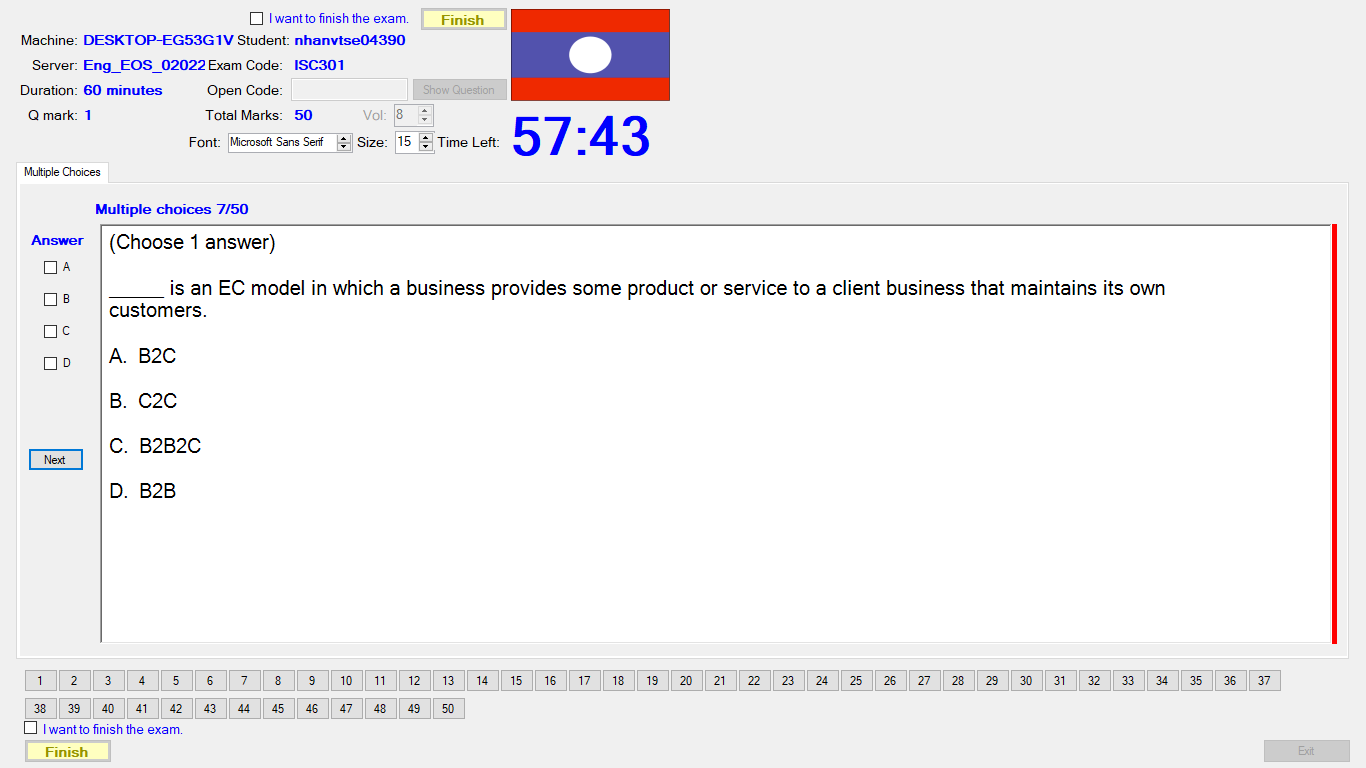 I want to finish the exam. Finish
Machine: DESKTOP-EG53G1V Student: nhanvtse04390
Server: Eng_EOS_02022 Exam Code: ISC301
Duration: 60 minutes Open Code: Show Question
Q mark: 1 Total Marks: 50 Vol: 8
Font: Microsoft Sans Serif Size: 15 Time Left: 57:43
Multiple Choices
Multiple choices 7/50
Answer
A
B
C
D
Next
(Choose 1 answer)
_____ is an EC model in which a business provides some product or service to a client business that maintains its own
customers.
A. B2C
B. C2C
C. B2B2C
D. B2B
1 2 3 4 5 6 7 8 9 10 11 12 13 14 15 16 17 18 19 20 21 22 23 24 25 26 27 28 29 30 31 32 33 34 35 36 37
38 39 40 41 42 43 44 45 46 47 48 49 50
I want to finish the exam.
Finish Exit